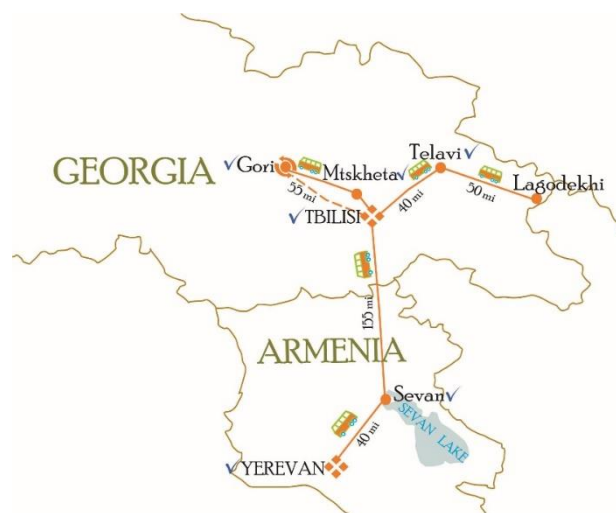 GEORGIA
Gori
Mtskheta
55 mi
TBILISI
Telavi
40 mi
50 mi
Lagodekhi
155 mi
ARMENIA
Sevan
SEVAN LAKE
40 mi
YEREVAN